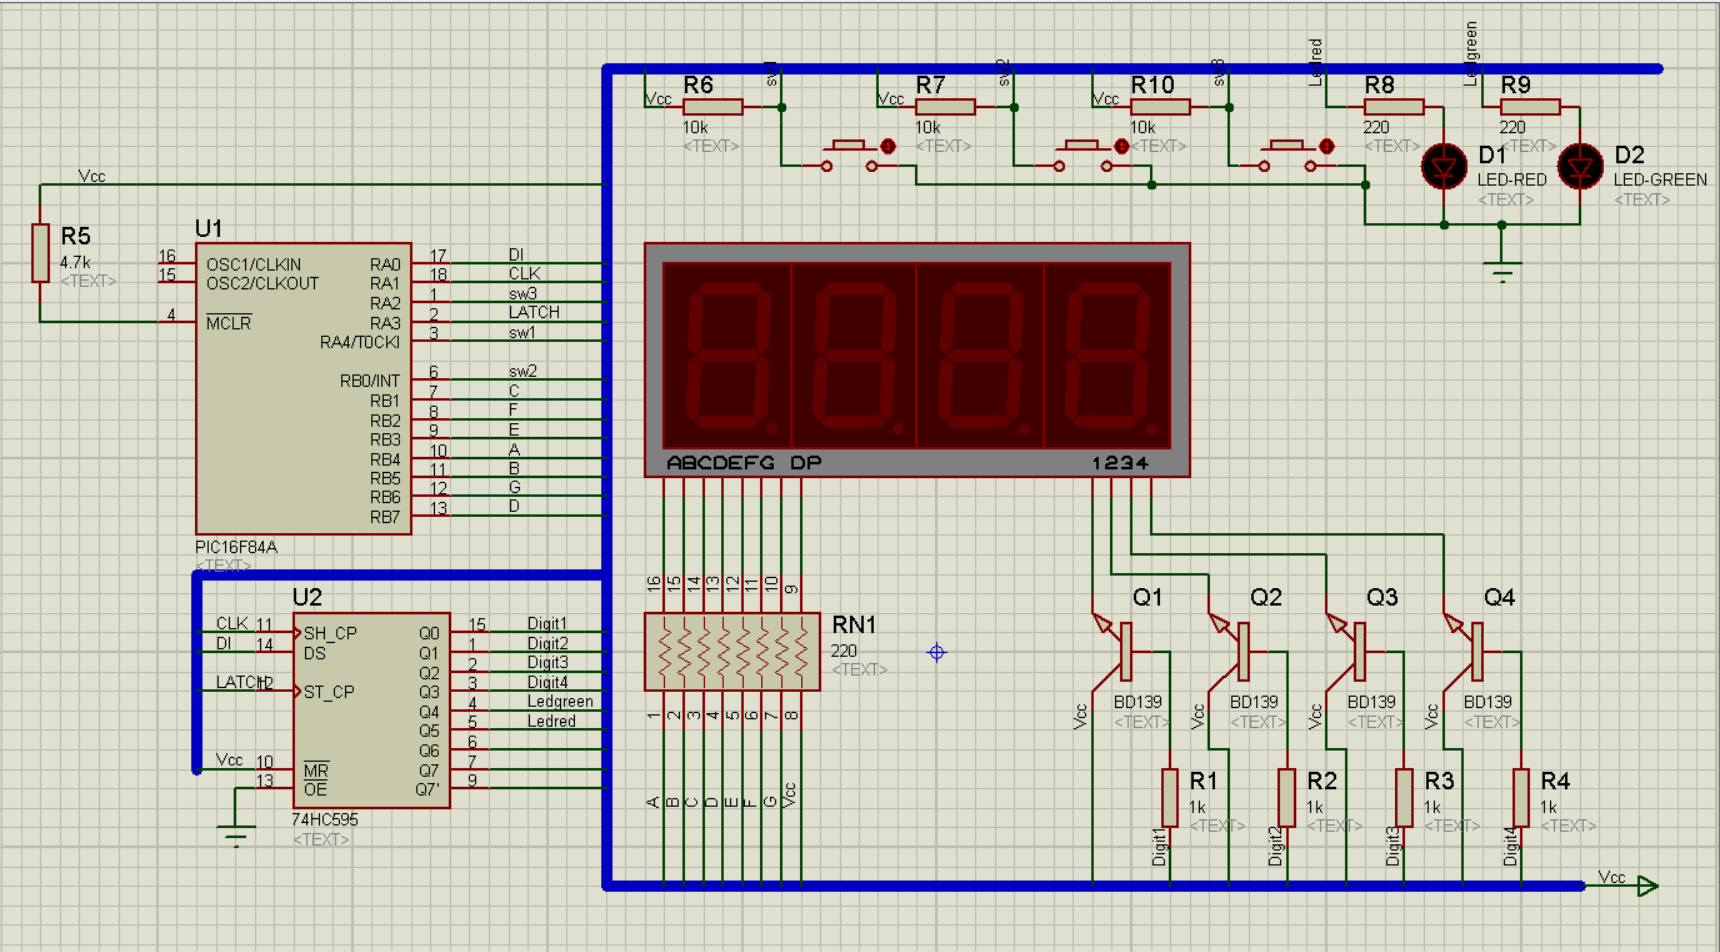 Ledred
Ledgreen
sw1
sw2
sw3
R6
R7
R10
R8
R9
Vcc
Vcc
Vcc
10k
10k
10k
220
220
<TEXT>
<TEXT>
<TEXT>
<TEXT>
<TEXT>
D1
D2
LED-RED
LED-GREEN
<TEXT>
<TEXT>
Vcc
R5
4.7k
<TEXT>
U1
16 OSC1/CLKIN RA0 17 DI
15 OSC2/CLKOUT RA1 18 CLK
RA2 1 sw3
4 MCLR RA3 2 LATCH
RA4/T0CKI 3 sw1
RB0/INT 6 sw2
RB1 7 C
RB2 8 F
RB3 9 E
RB4 10 A
RB5 11 B
RB6 12 G
RB7 13 D
PIC16F84A
<TEXT>
ABCDEFG DP
1234
U2
CLK 11 SH_CP Q0 15 Digit1
DI 14 DS Q1 1 Digit2
Q2 2 Digit3
LATCH 12 ST_CP Q3 3 Digit4
Q4 4 Ledgreen
Q5 5 Ledred
Q6 6
Vcc 10 MR Q7 7
13 OE Q7' 9
74HC595
<TEXT>
16 15 14 13 12 11 10 9
RN1
220
<TEXT>
1 2 3 4 5 6 7 8
A B C D E F G Vcc
Q1
Q2
Q3
Q4
BD139
BD139
BD139
BD139
<TEXT>
<TEXT>
<TEXT>
<TEXT>
Vcc
Vcc
Vcc
Vcc
R1
R2
R3
R4
1k
1k
1k
1k
<TEXT>
<TEXT>
<TEXT>
<TEXT>
Digit1
Digit2
Digit3
Digit4
Vcc